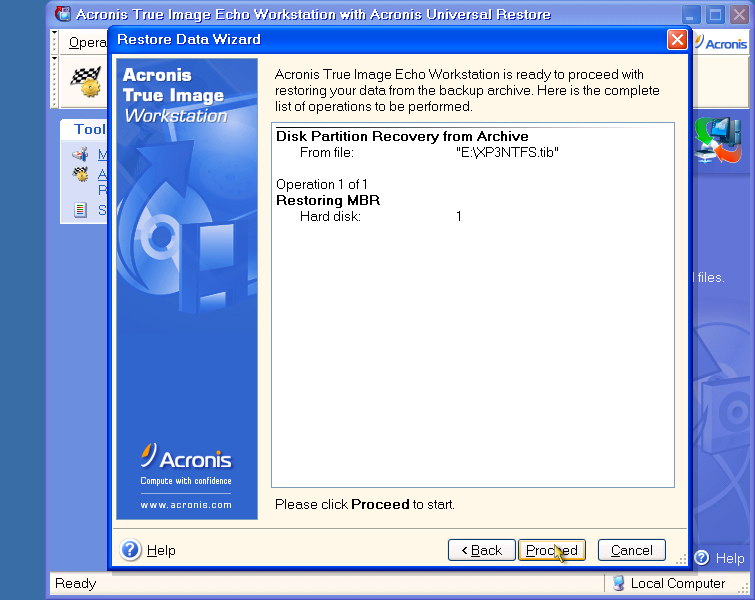 Acronis True Image Echo Workstation with Acronis Universal Restore
Opera
Acronis
Tool
M
A
R
S
files.
Help
Ready
Local Computer
Restore Data Wizard
Acronis
True Image
Workstation
Acronis
Compute with confidence
www.acronis.com
Acronis True Image Echo Workstation is ready to proceed with
restoring your data from the backup archive. Here is the complete
list of operations to be performed.
Disk Partition Recovery from Archive
From file: "E:\XP3NTFS.tib"
Operation 1 of 1
Restoring MBR
Hard disk: 1
Please click Proceed to start.
Help
< Back
Proceed
Cancel